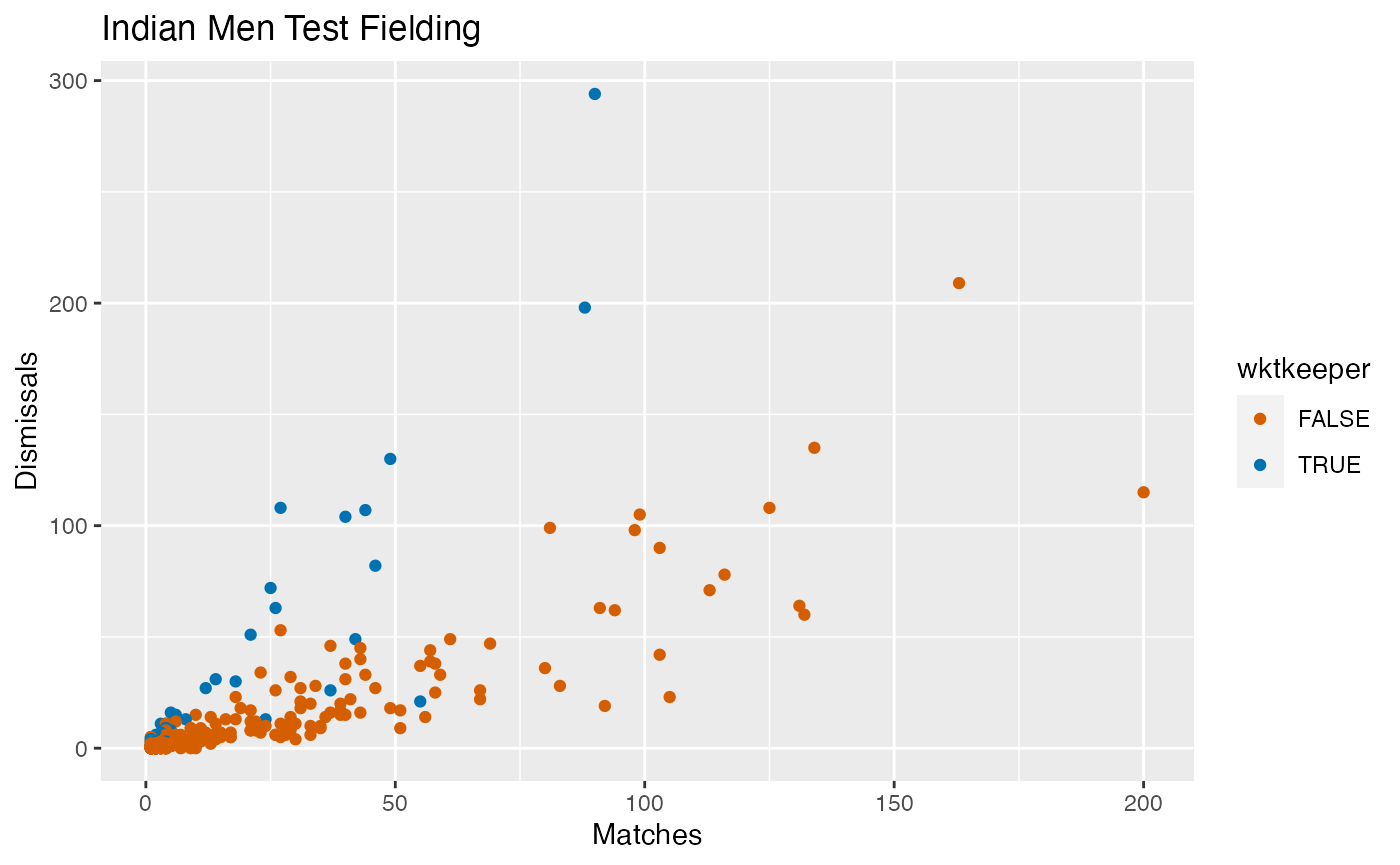 Indian Men Test Fielding
300
200
100
0
Dismissals
0 50 100 150 200
Matches
wktkeeper
FALSE
TRUE